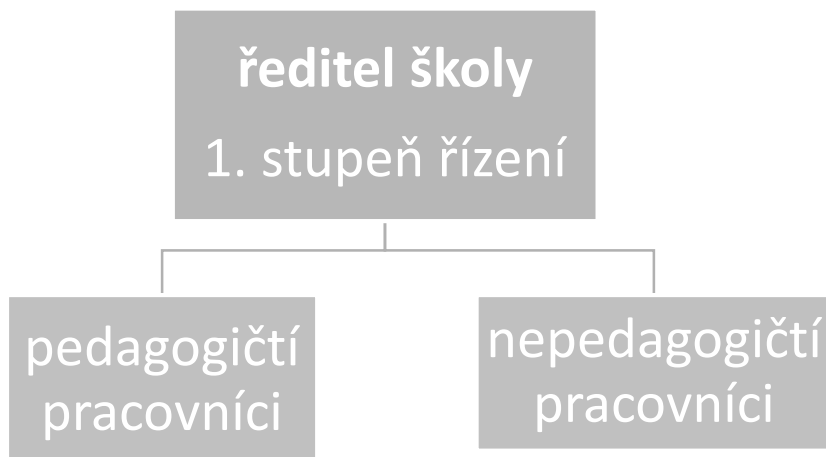 ředitel školy
1. stupeň řízení
pedagogičtí
pracovníci
nepedagogičtí
pracovníci